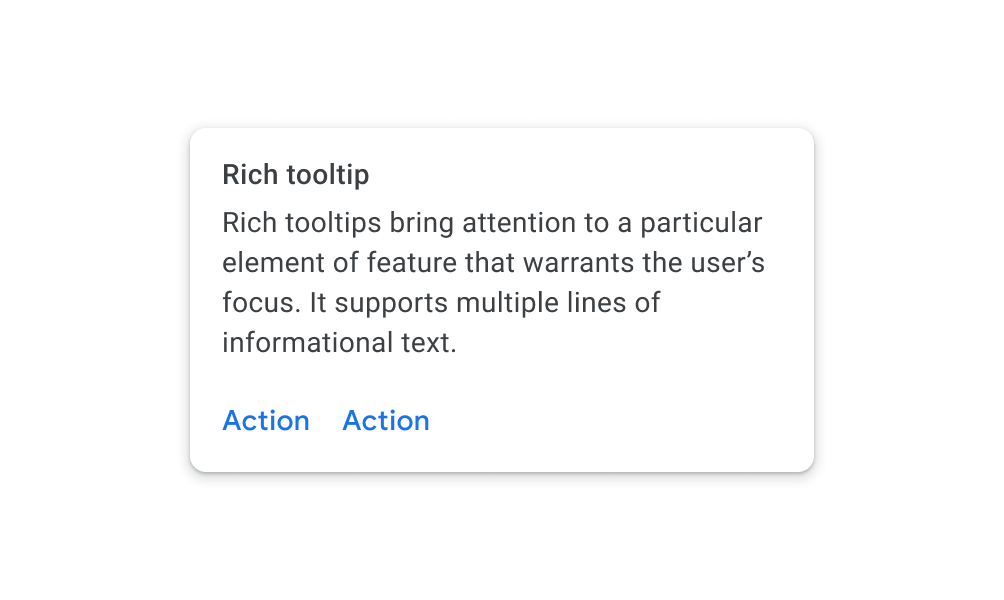 Rich tooltip
Rich tooltips bring attention to a particular
element of feature that warrants the user’s
focus. It supports multiple lines of
informational text.
Action Action